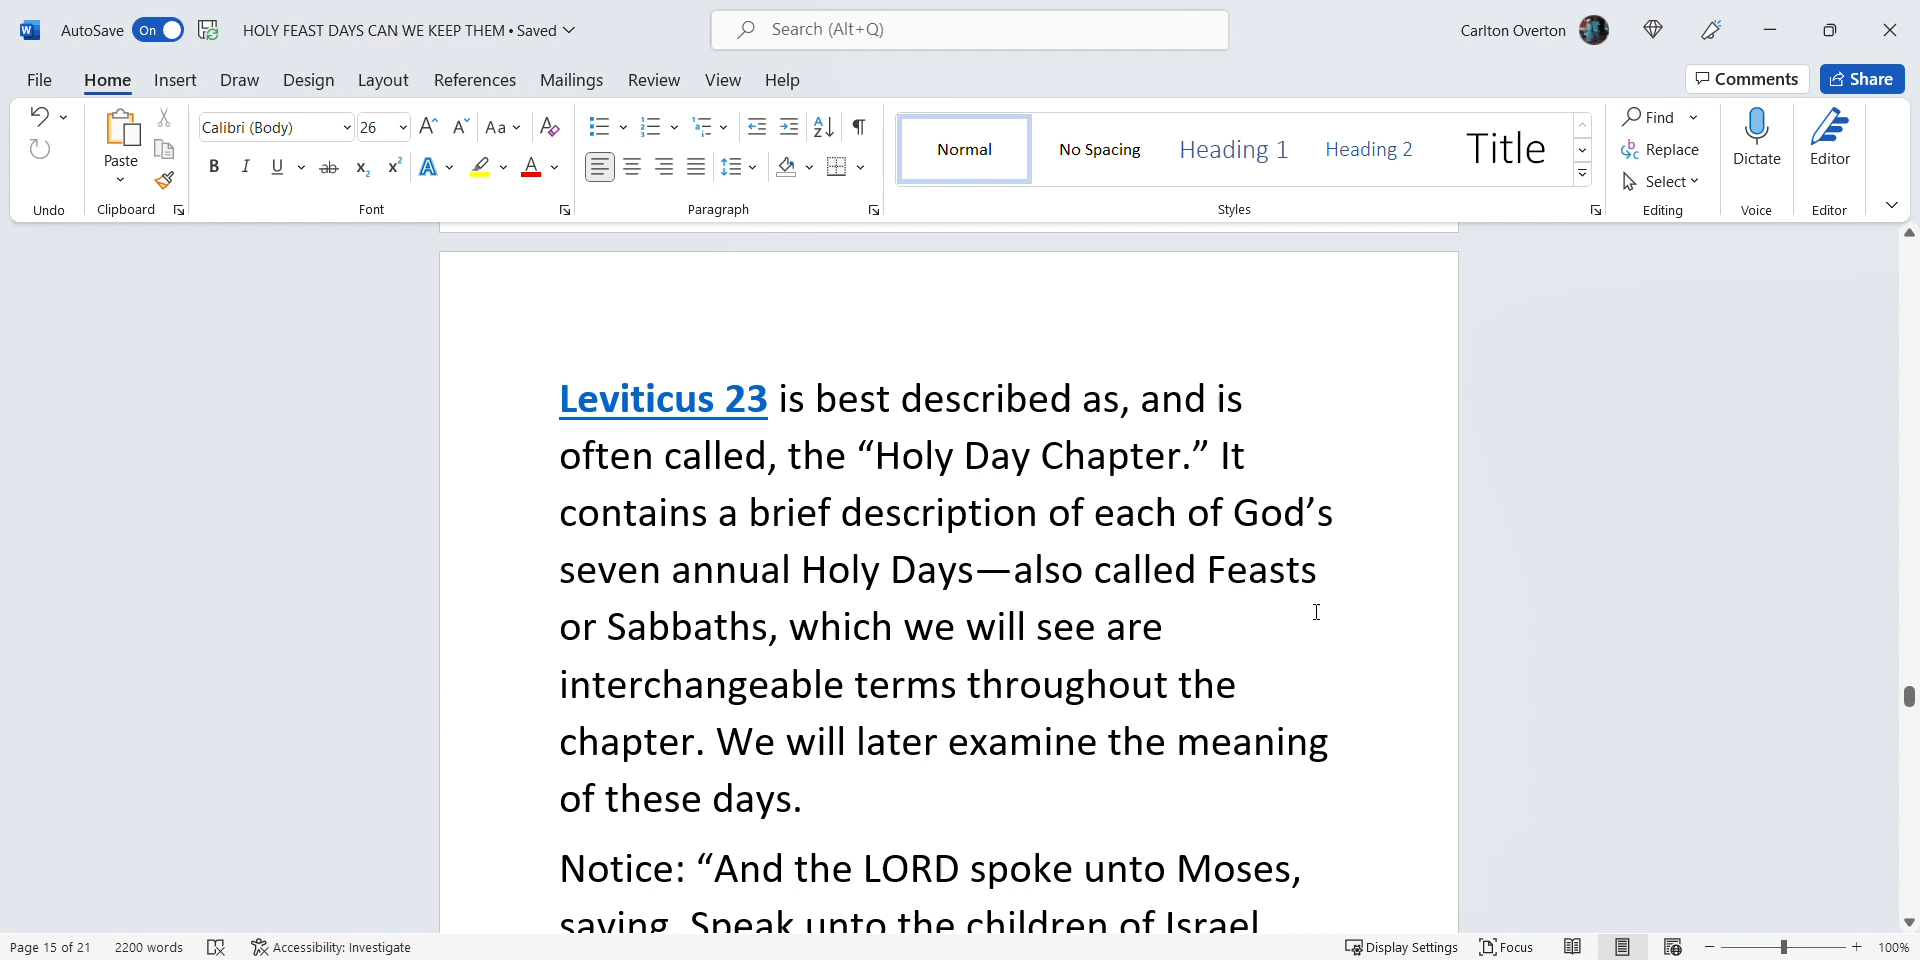 AutoSave On HOLY FEAST DAYS CAN WE KEEP THEM • Saved Search (Alt+Q) Carlton Overton
File Home Insert Draw Design Layout References Mailings Review View Help Comments Share
Paste
Undo Clipboard
Calibri (Body) 26 Aa
B I U ab x₂ x² A A
Font
Paragraph
Normal No Spacing Heading 1 Heading 2 Title
Styles
Find
Replace
Select
Editing
Dictate
Voice
Editor
Editor
Leviticus 23 is best described as, and is
often called, the “Holy Day Chapter.” It
contains a brief description of each of God’s
seven annual Holy Days—also called Feasts
or Sabbaths, which we will see are
interchangeable terms throughout the
chapter. We will later examine the meaning
of these days.
Notice: “And the LORD spoke unto Moses,
saying, Speak unto the children of Israel
Page 15 of 21 2200 words Accessibility: Investigate Display Settings Focus 100%